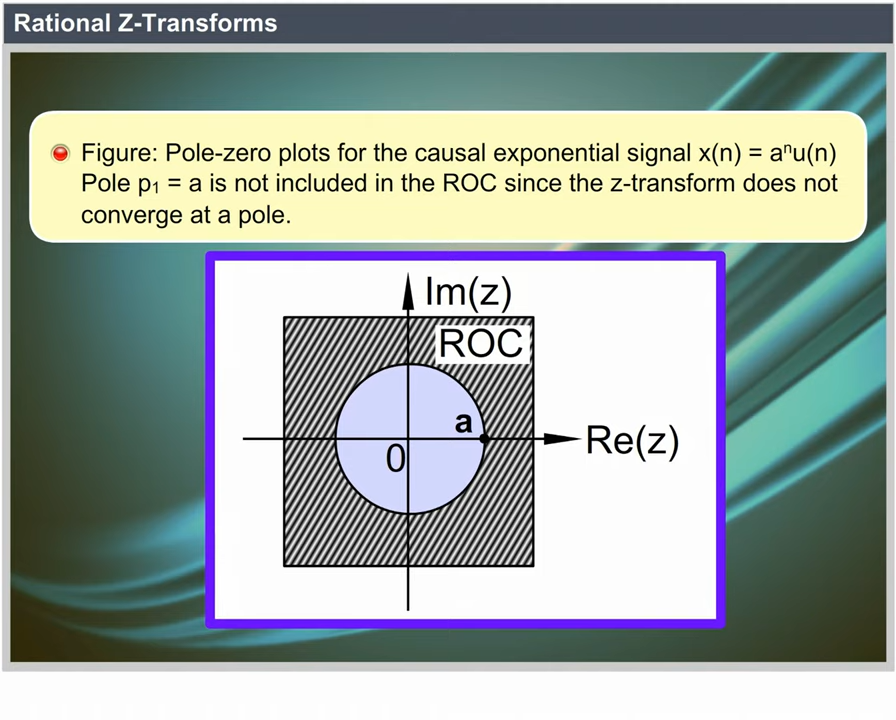 Rational Z-Transforms
Figure: Pole-zero plots for the causal exponential signal x(n) = aⁿu(n)
Pole p₁ = a is not included in the ROC since the z-transform does not
converge at a pole.
Im(z)
ROC
a
Re(z)
0